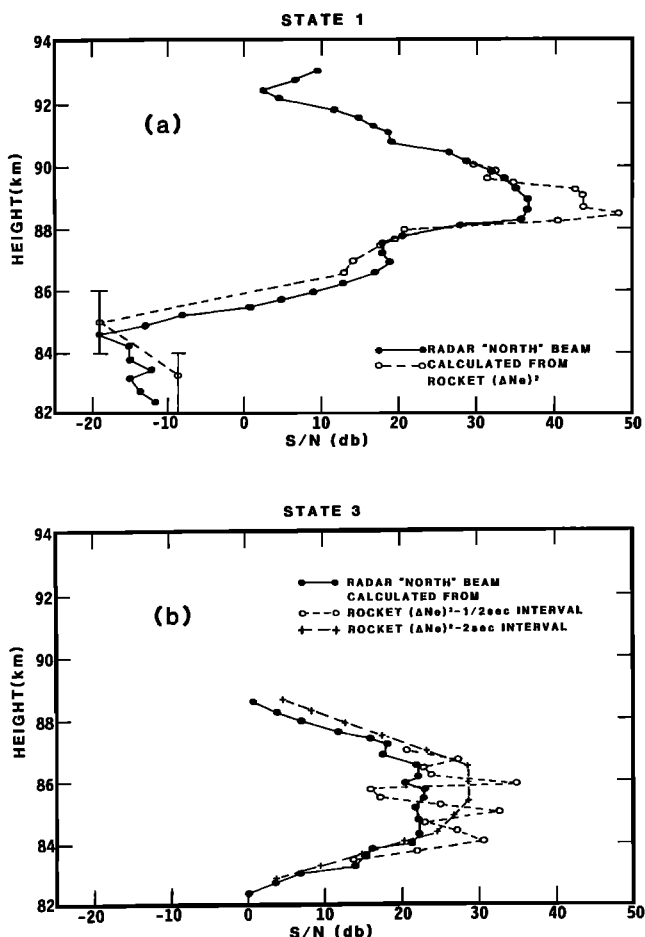 STATE 1
94
92
90
88
86
84
82
HEIGHT(km)
(a)
RADAR "NORTH" BEAM
CALCULATED FROM
ROCKET (ΔNe)²
-20 -10 0 10 20 30 40 50
S/N (db)
STATE 3
94
92
90
88
86
84
82
HEIGHT(km)
(b)
RADAR "NORTH" BEAM
CALCULATED FROM
ROCKET (ΔNe)²-1/2sec INTERVAL
ROCKET (ΔNe)²-2sec INTERVAL
-20 -10 0 10 20 30 40 50
S/N (db)